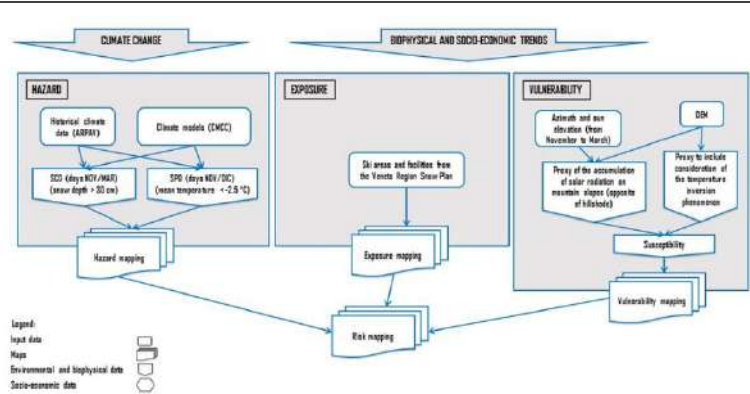 CLIMATE CHANGE
BIOPHYSICAL AND SOCIO-ECONOMIC TRENDS
HAZARD
Historical climate
data (ARPAV)
Climate models (CMCC)
SCD (days NOV/MAR)
(snow depth > 30 cm)
SPD (days NOV/DIC)
(mean temperature < -2.5 °C)
Hazard mapping
EXPOSURE
Ski areas and facilities from
the Veneto Region Snow Plan
Exposure mapping
VULNERABILITY
Azimuth and sun
elevation (from
November to March)
DEM
Proxy of the accumulation
of solar radiation on
mountain slopes (opposite
of hillshade)
Proxy to include
consideration of
the temperature
inversion
phenomenon
Susceptibility
Vulnerability mapping
Risk mapping
Legend:
Input data
Maps
Environmental and biophysical data
Socio-economic data